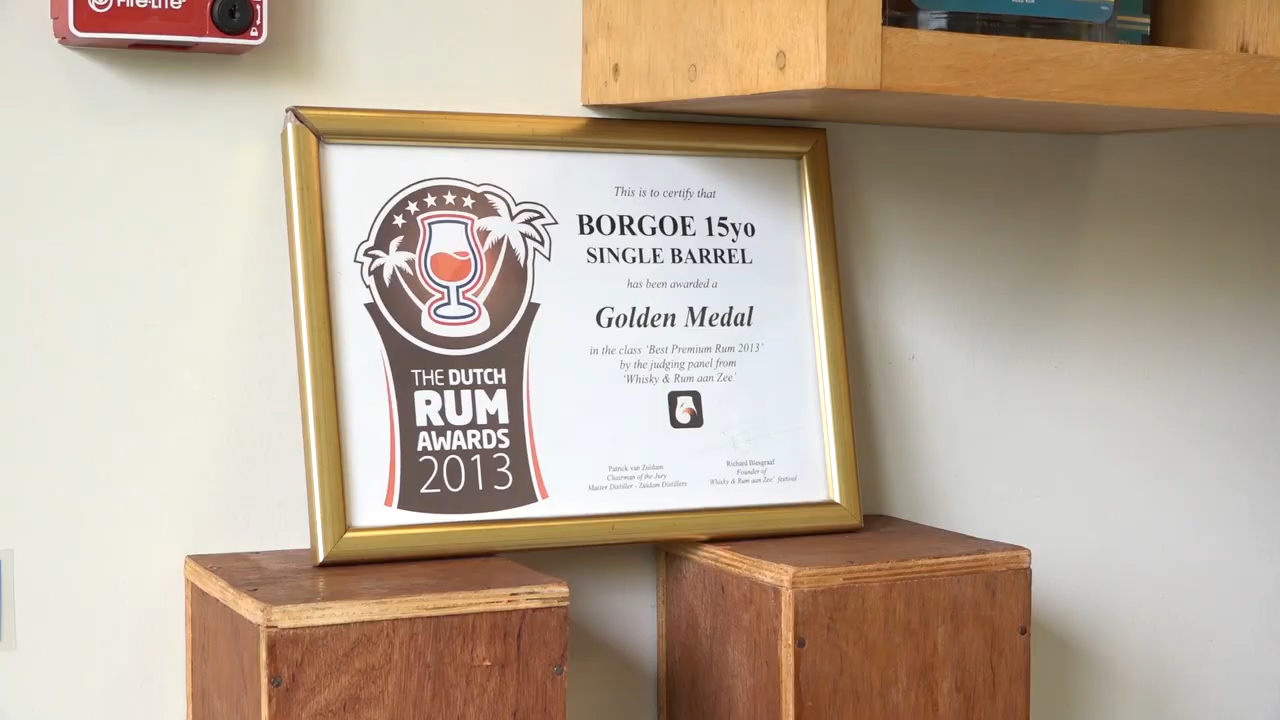 FIRE-LITE
THE DUTCH
RUM
AWARDS
2013
This is to certify that
BORGOE 15yo
SINGLE BARREL
has been awarded a
Golden Medal
in the class 'Best Premium Rum 2013'
by the judging panel from
'Whisky & Rum aan Zee'
Patrick van Zuidam
Chairman of the Jury
Master Distiller - Zuidam Distillers
Richard Blesgraaf
Founder of
'Whisky & Rum aan Zee' festival